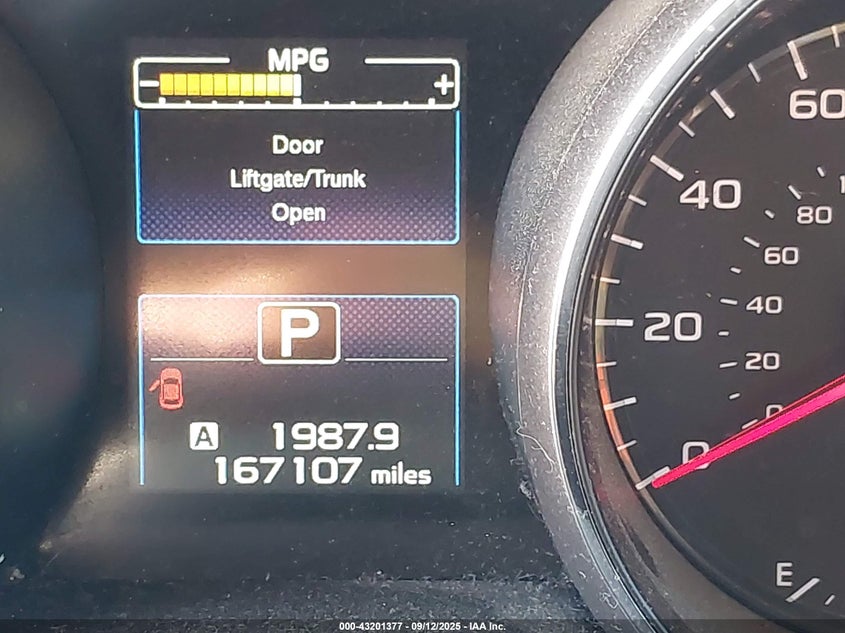 MPG
- +
Door
Liftgate/Trunk
Open
P
A 1987.9
167107 miles
60
40
20
0
80
60
40
20
0
E
000-43201377 - 09/12/2025 - IAA Inc.